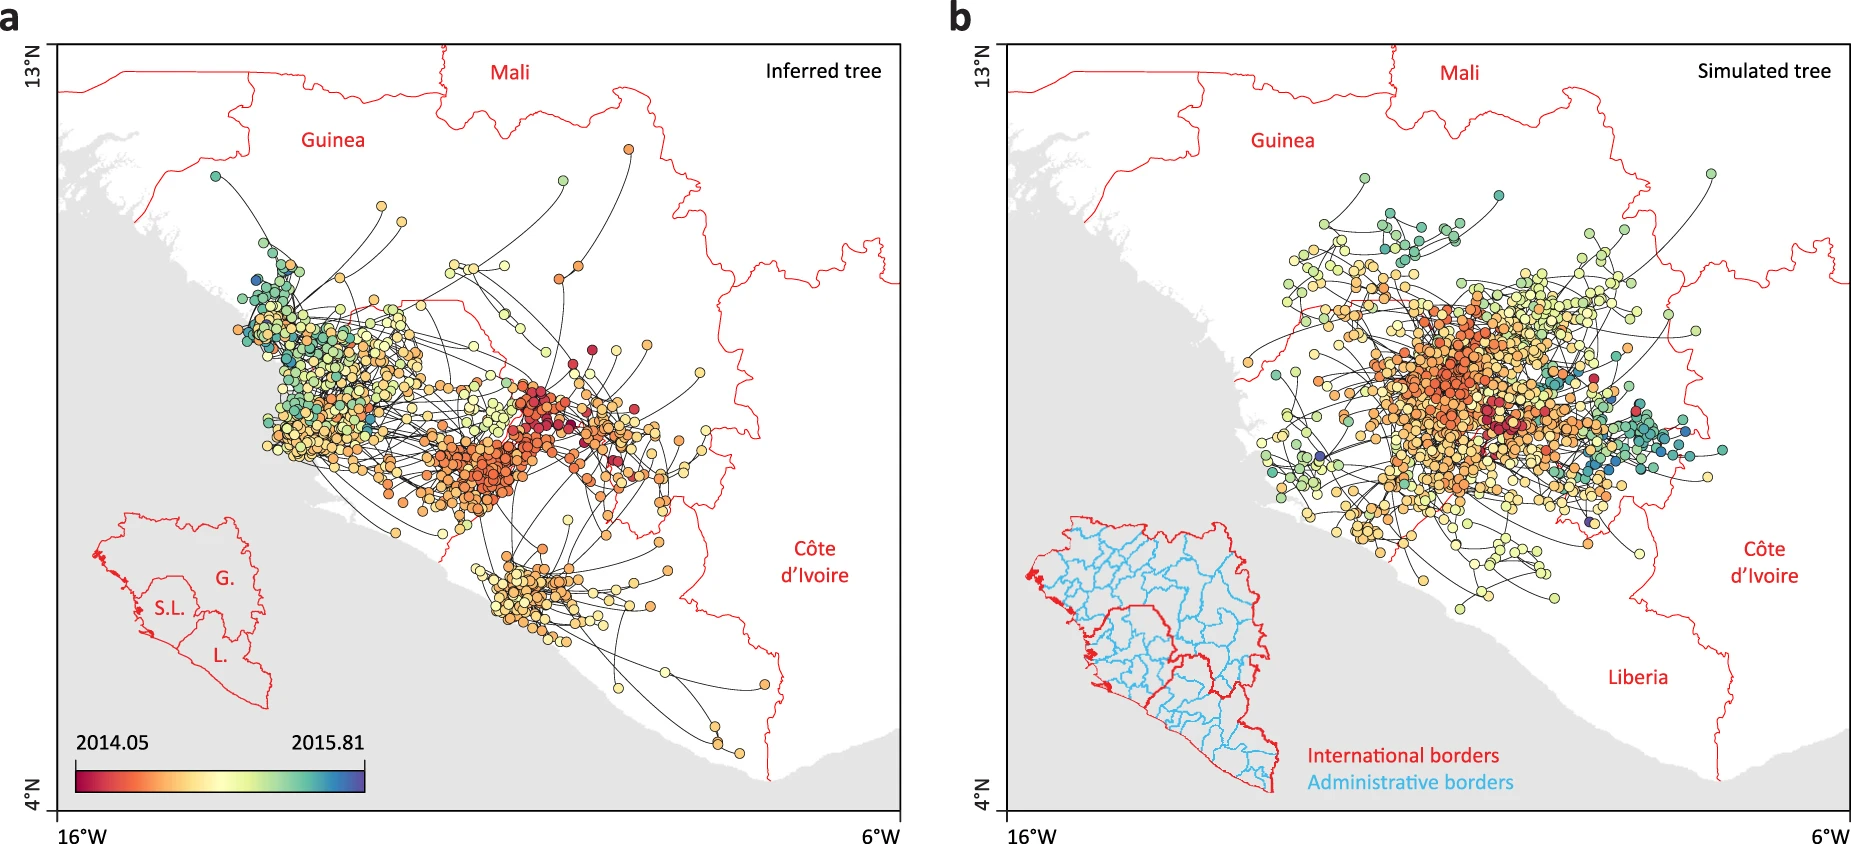 a
13°N
Mali
Inferred tree
Guinea
Côte
d’Ivoire
G.
S.L.
L.
2014.05
2015.81
4°N
16°W
6°W
b
13°N
Mali
Simulated tree
Guinea
Côte
d’Ivoire
Liberia
International borders
Administrative borders
4°N
16°W
6°W